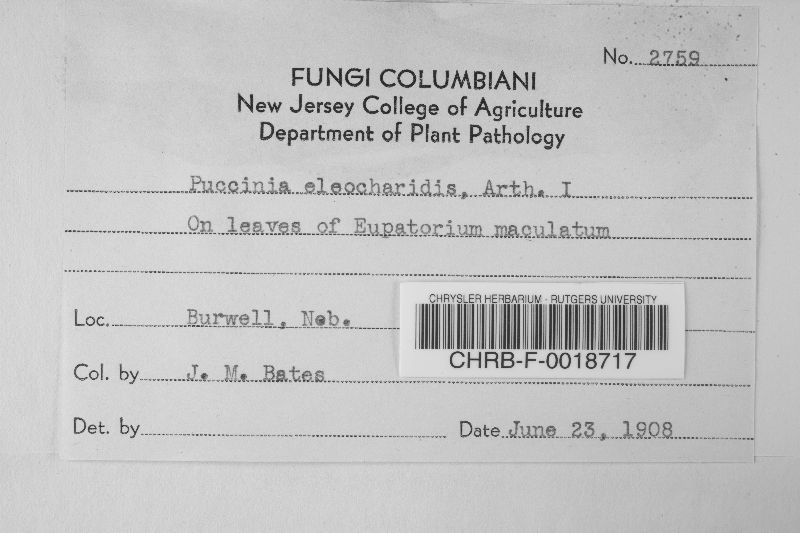 No. 2759
FUNGI COLUMBIANI
New Jersey College of Agriculture
Department of Plant Pathology
Puccinia eleocharidis, Arth. I
On leaves of Eupatorium maculatum
Loc. Burwell, Neb.
CHRYSLER HERBARIUM - RUTGERS UNIVERSITY
CHRB-F-0018717
Col. by J. M. Bates
Det. by
Date June 23, 1908